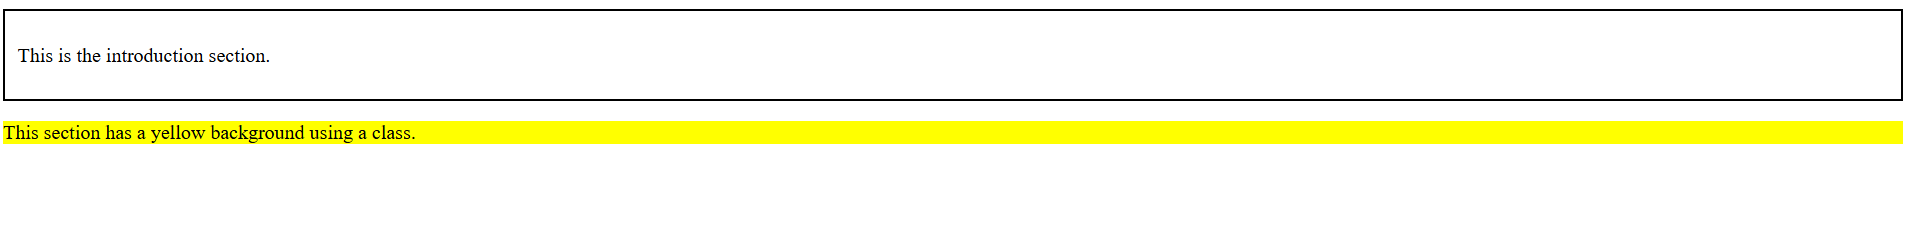 This is the introduction section.
This section has a yellow background using a class.